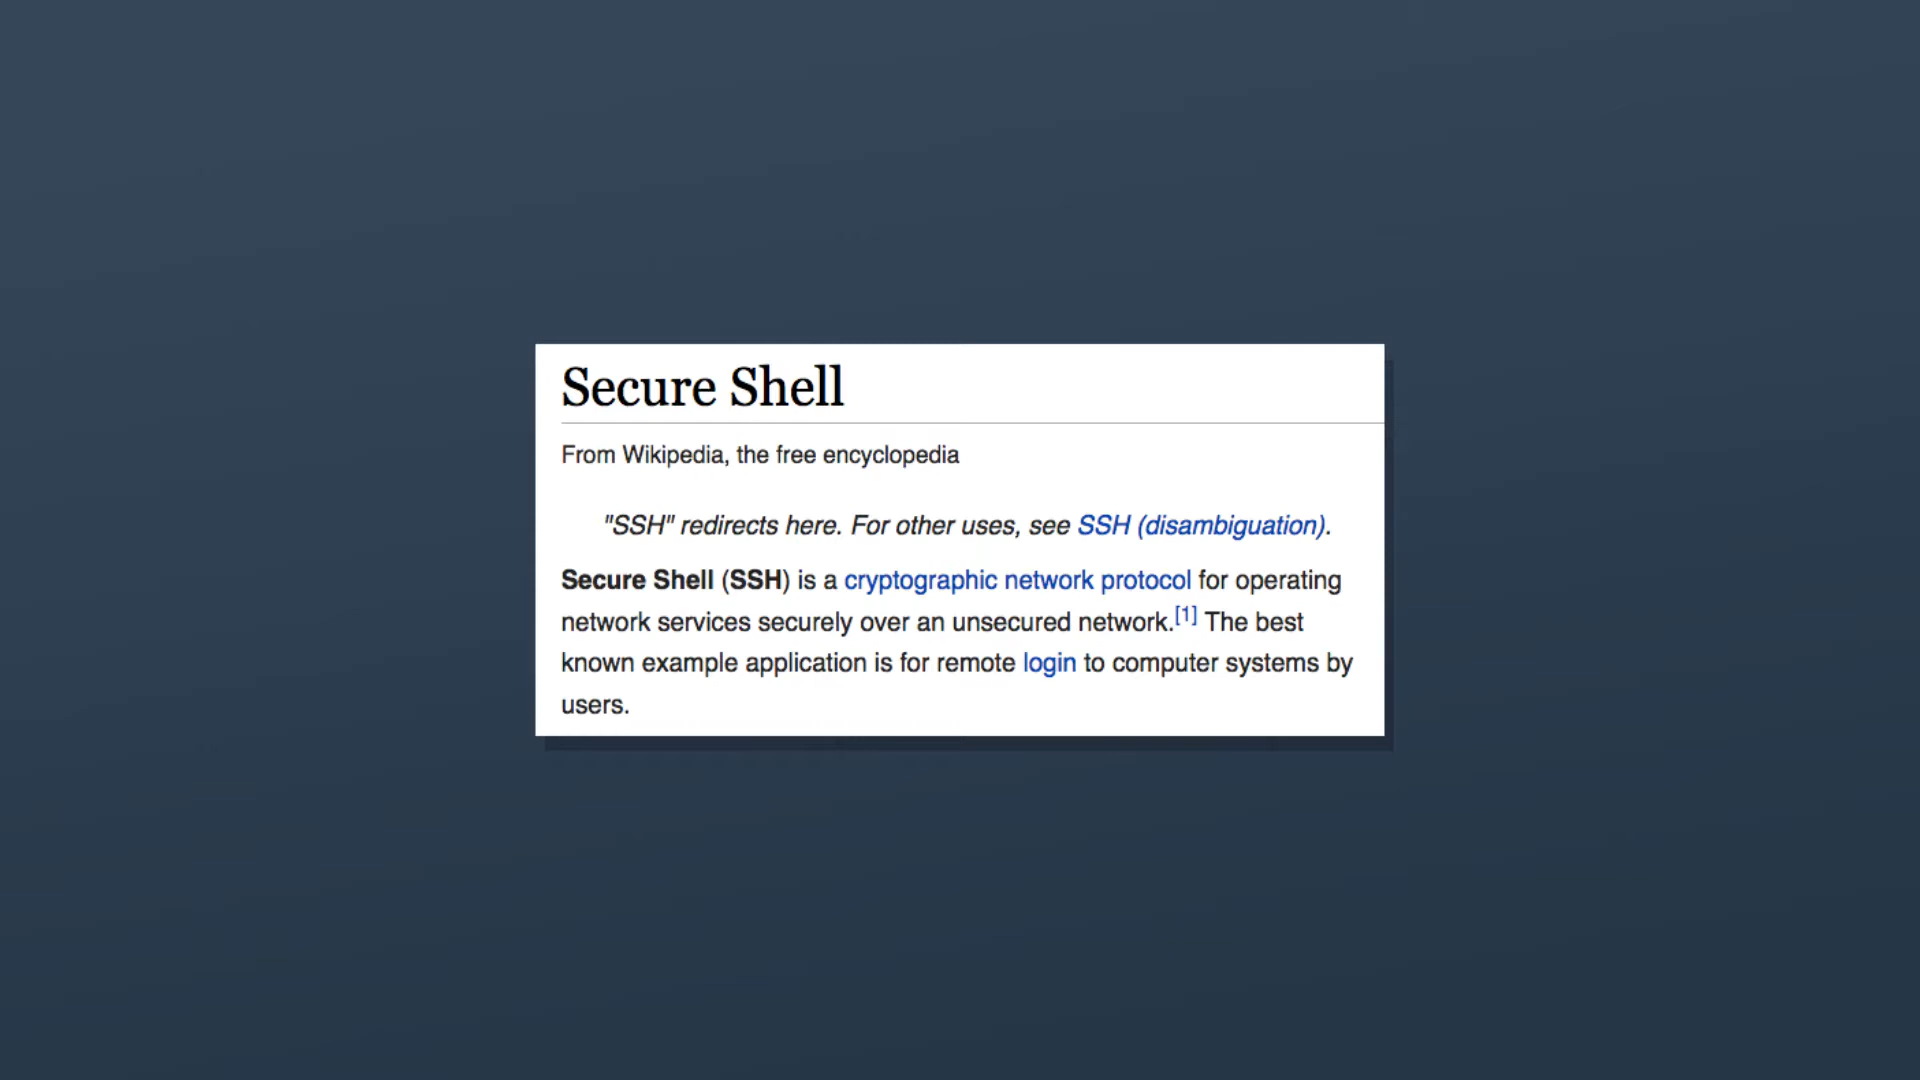 Secure Shell
From Wikipedia, the free encyclopedia
"SSH" redirects here. For other uses, see SSH (disambiguation).
Secure Shell (SSH) is a cryptographic network protocol for operating
network services securely over an unsecured network.[1] The best
known example application is for remote login to computer systems by
users.